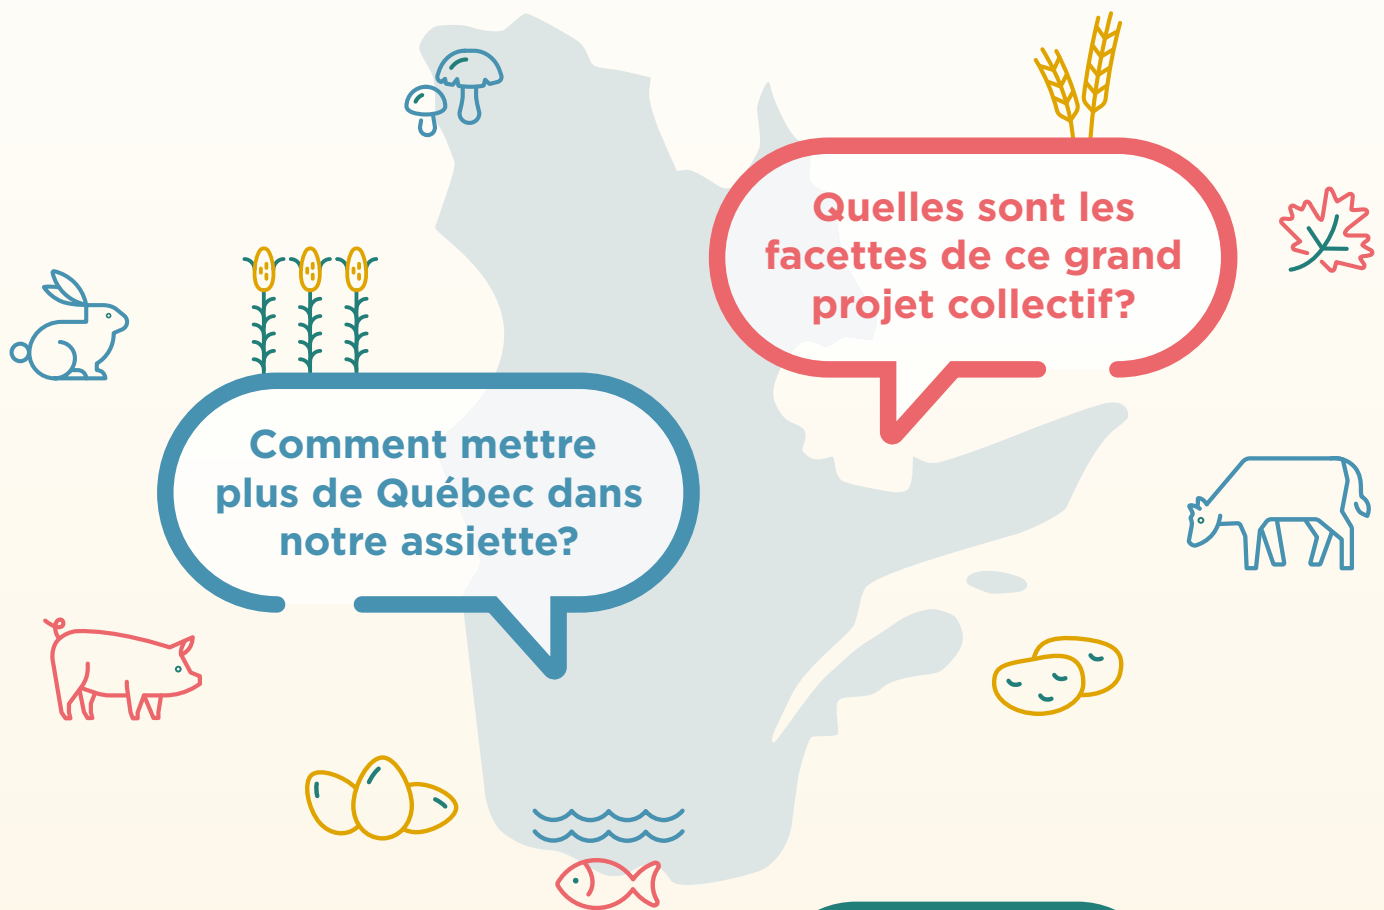 Quelles sont les
facettes de ce grand
projet collectif?
Comment mettre
plus de Québec dans
notre assiette?